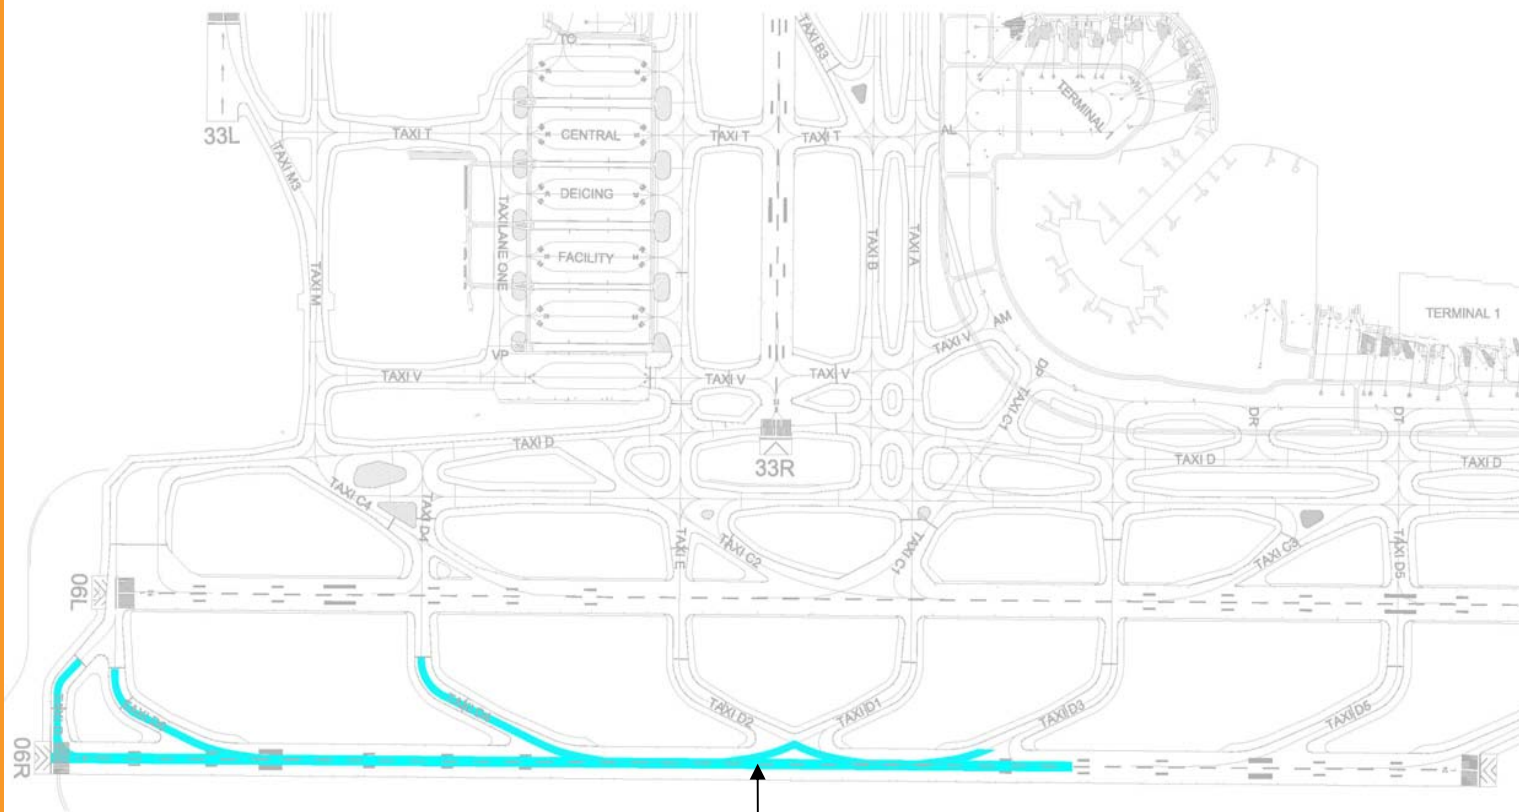 TAXI B3
TO
TERMINAL 1
33L
TAXI T
CENTRAL
TAXI T
TAXI T
AL
TAXI M3
DEICING
TAXILANE ONE
TAXI B
TAXI A
FACILITY
TAXI M
AM
TERMINAL 1
TAXI V
VP
DP
TAXI V
TAXI V
TAXI V
TAXI C1
DR
DT
TAXI D
33R
TAXI D
TAXI D
TAXI C4
TAXI D4
TAXI E
TAXI C2
TAXI C1
TAXI C3
TAXI D5
06L
TAXI D2
TAXI D1
TAXI D3
TAXI D5
06R